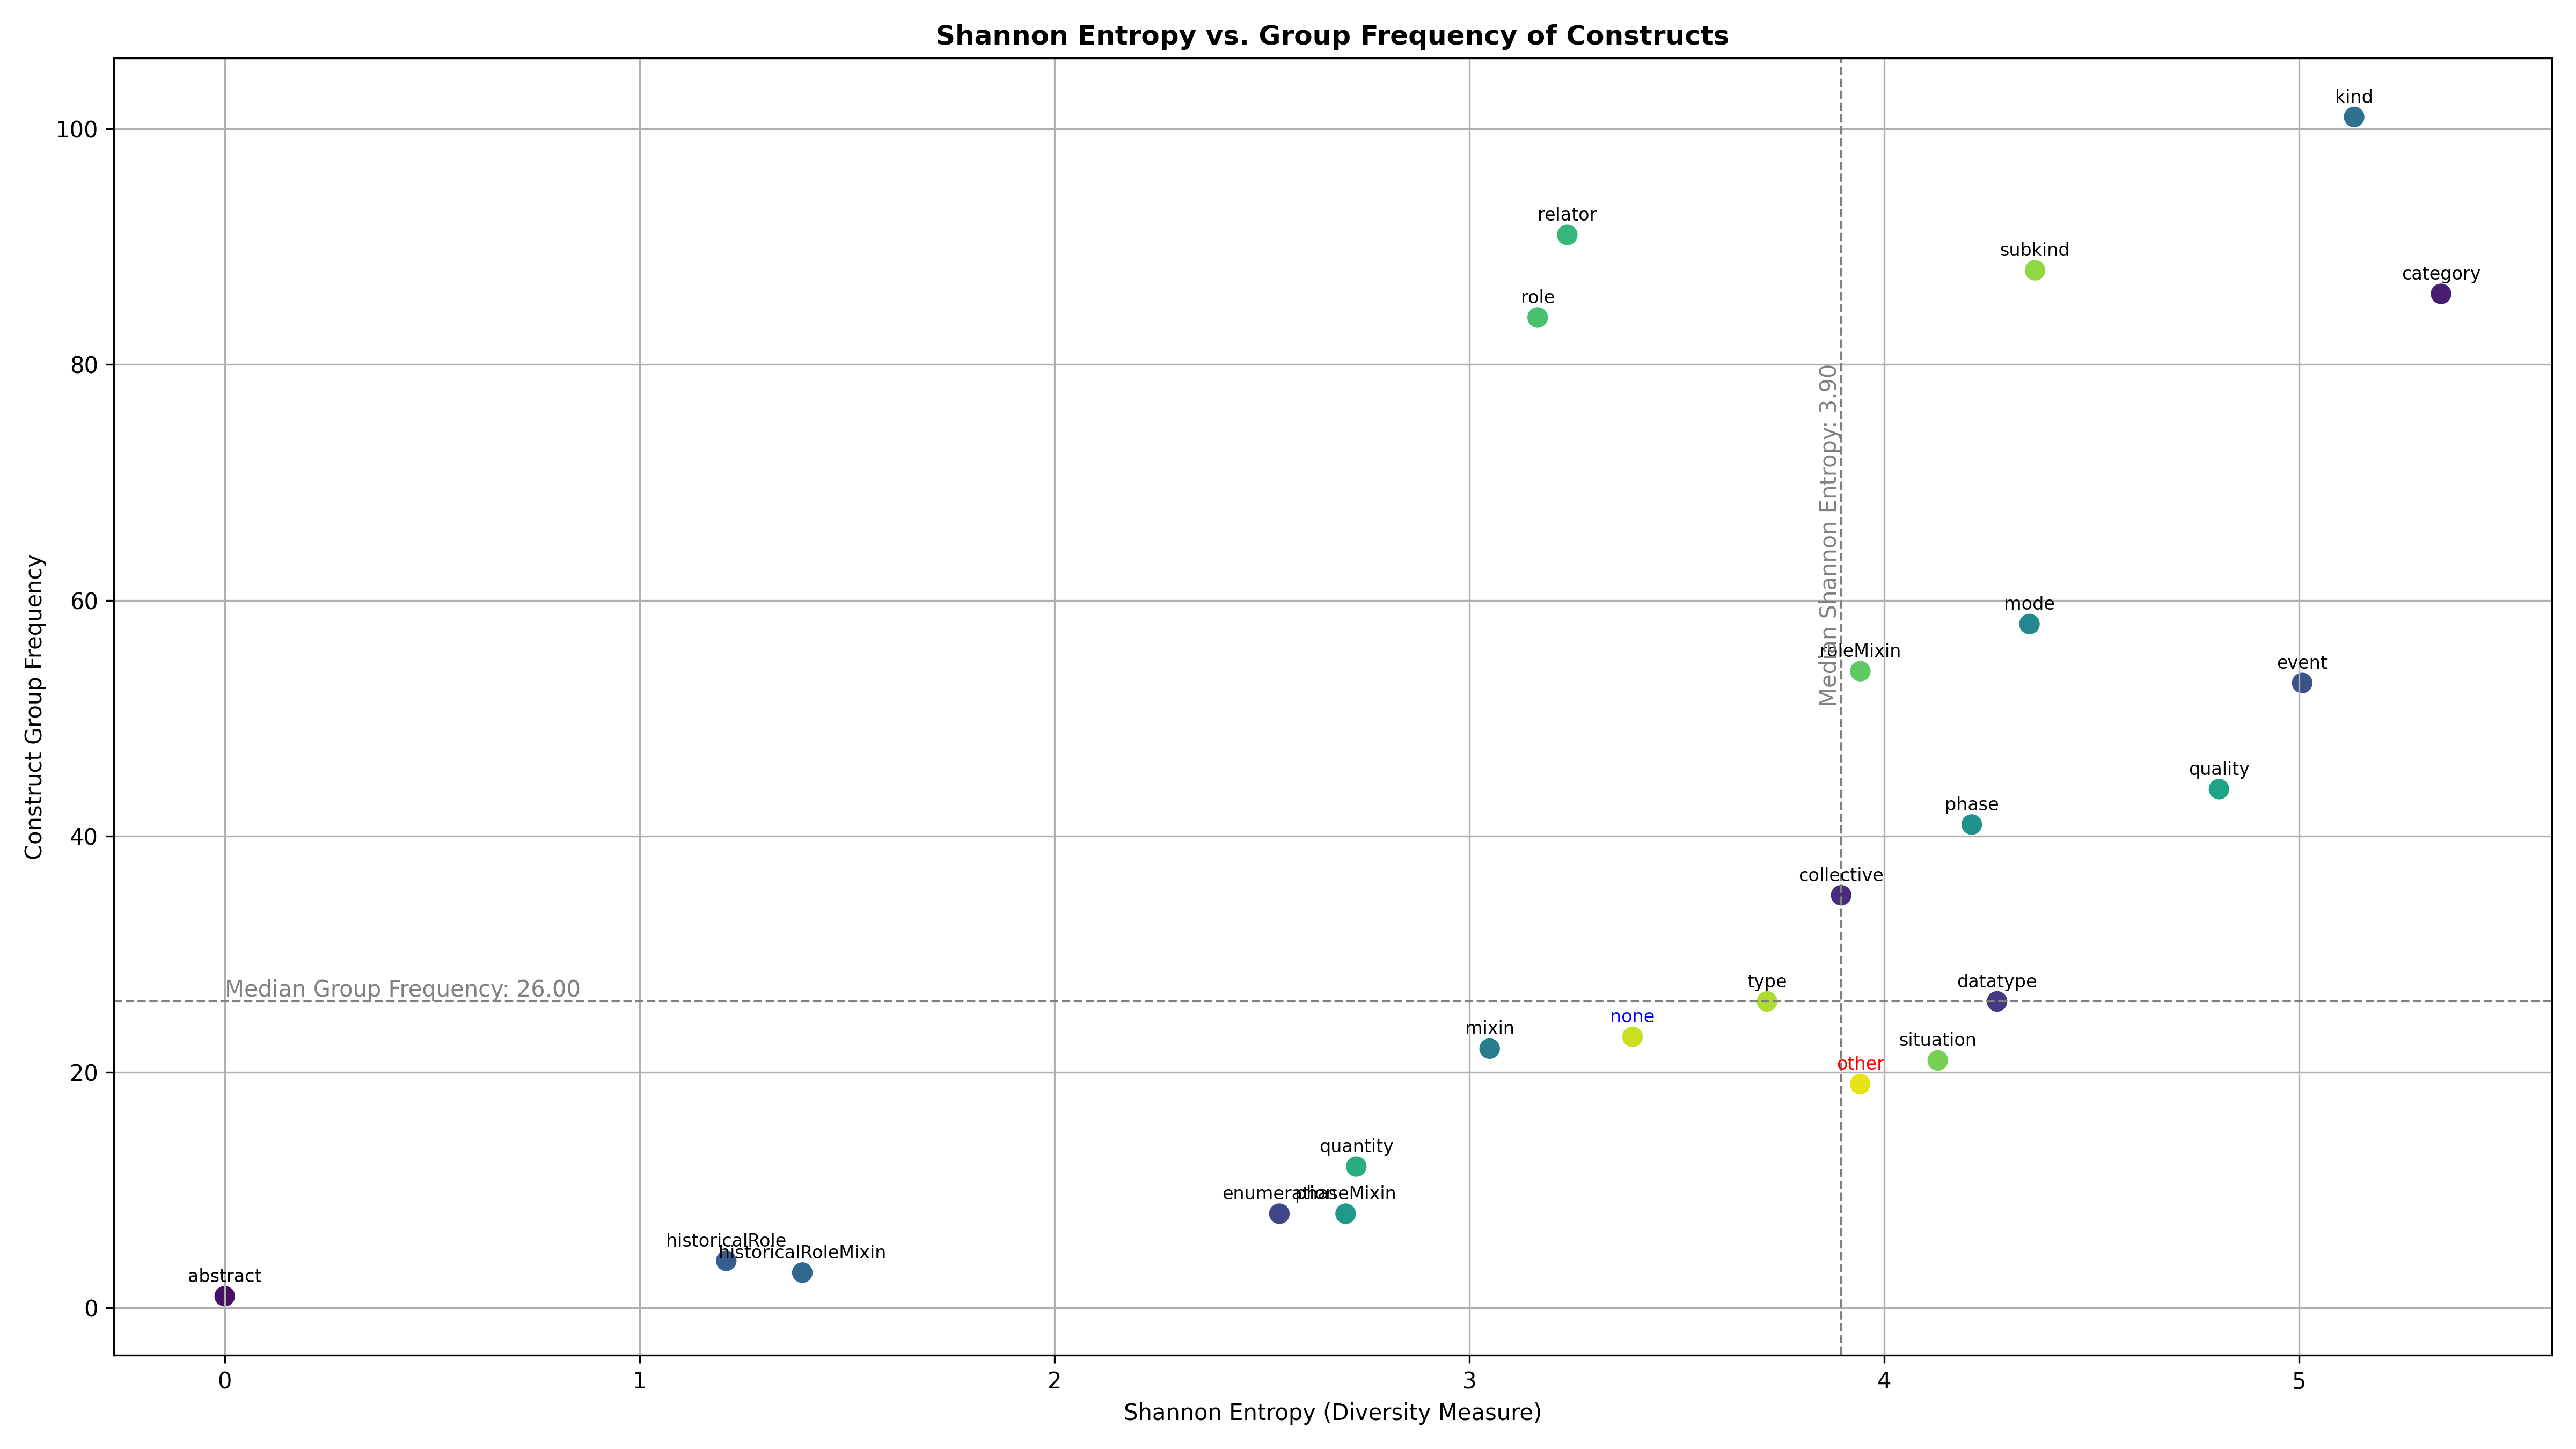 Shannon Entropy vs. Group Frequency of Constructs
kind
100
relator
subkind
category
role
80
Median Shannon Entropy: 3.90
60
mode
roleMixin
event
Construct Group Frequency
quality
phase
40
collective
Median Group Frequency: 26.00
type
datatype
none
mixin
situation
other
20
quantity
enumeration
phaseMixin
historicalRole
historicalRoleMixin
abstract
0
0 1 2 3 4 5
Shannon Entropy (Diversity Measure)